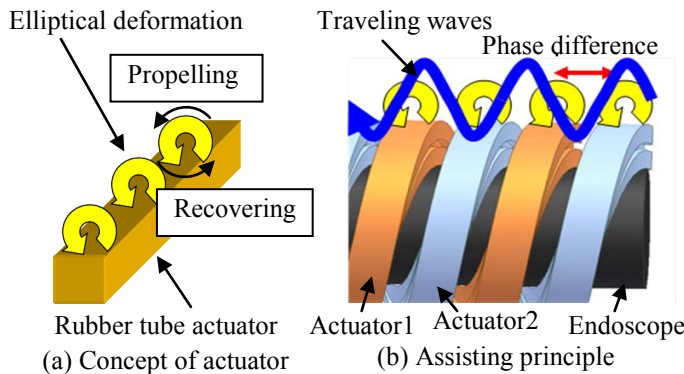 Elliptical deformation
Propelling
Recovering
Rubber tube actuator
(a) Concept of actuator
Traveling waves
Phase difference
Actuator1
Actuator2
Endoscope
(b) Assisting principle